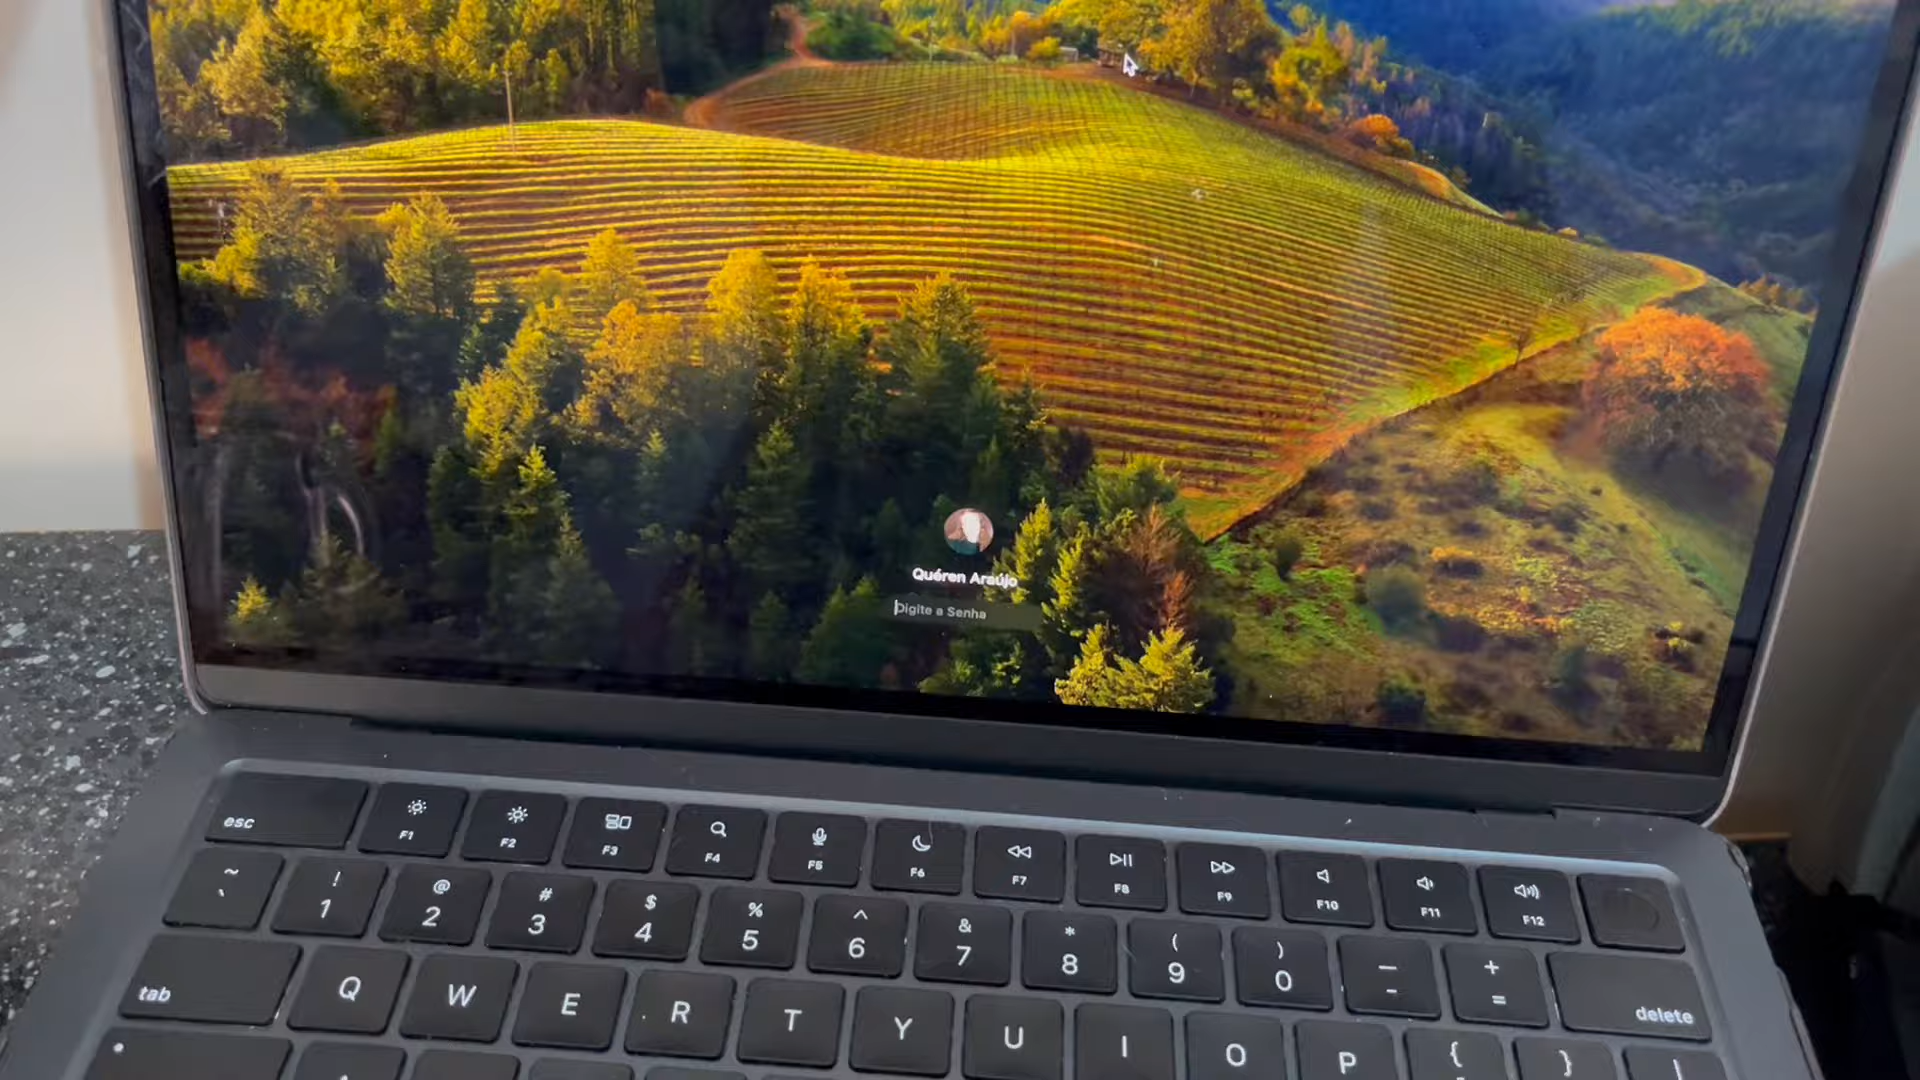 Quéren Araújo
Digite a Senha
esc F1 F2 F3 F4 F5 F6 F7 F8 F9 F10 F11 F12
~ ! @ # $ % ^ & * ( ) — +
` 1 2 3 4 5 6 7 8 9 0 - =
tab Q W E R T Y U I O P { } | delete